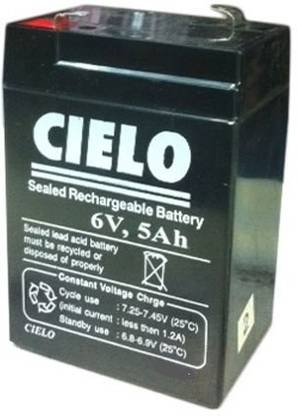 CIELO
Sealed Rechargeable Battery
6V, 5Ah
Sealed lead acid battery
must be recycled or
disposed of properly
Constant Voltage Chrge
Cycle use : 7.25-7.45V (25°C)
(initial current : less then 1.2A)
Standby use : 6.8-6.9V (25°C)
CIELO